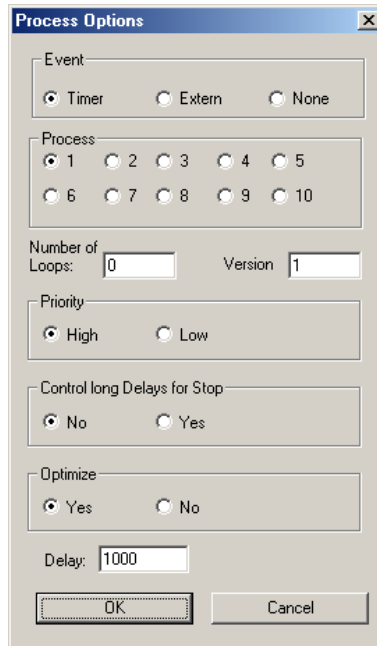 Process Options
Event
Timer Extern None
Process
1 2 3 4 5
6 7 8 9 10
Number of
Loops: 0 Version 1
Priority
High Low
Control long Delays for Stop
No Yes
Optimize
Yes No
Delay: 1000
OK Cancel